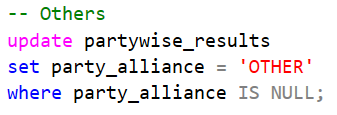 -- Others
update partywise_results
set party_alliance = 'OTHER'
where party_alliance IS NULL;